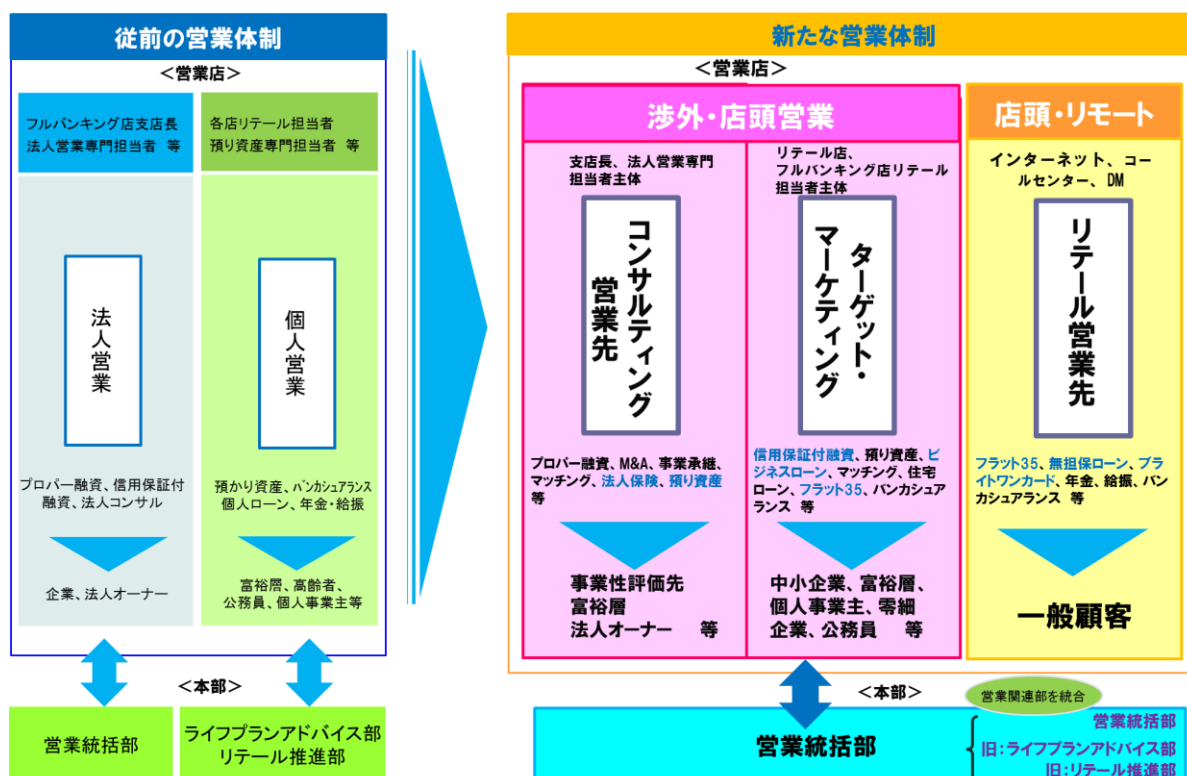 従前の営業体制
＜営業店＞
フルバンキング店支店長
法人営業専門担当者 等
各店リテール担当者
預り資産専門担当者 等
法人営業
個人営業
プロパー融資、信用保証付
融資、法人コンサル
預かり資産、バンカシュアランス
個人ローン、年金・給振
企業、法人オーナー
富裕層、高齢者、
公務員、個人事業主等
＜本部＞
営業統括部
ライフプランアドバイス部
リテール推進部
新たな営業体制
＜営業店＞
渉外・店頭営業
支店長、法人営業専門
担当者主体
コンサルティング
営業先
プロパー融資、M&A、事業承継、
マッチング、法人保険、預り資産
等
事業性評価先
富裕層
法人オーナー 等
リテール店、
フルバンキング店リテール
担当者主体
ターゲット・
マーケティング
信用保証付融資、預り資産、ビ
ジネスローン、マッチング、住宅
ローン、フラット35、バンカシュア
ランス 等
中小企業、富裕層、
個人事業主、零細
企業、公務員 等
店頭・リモート
インターネット、コー
ルセンター、DM
リテール営業先
フラット35、無担保ローン、ブラ
イトワンカード、年金、給振、バン
カシュアランス 等
一般顧客
＜本部＞
営業関連部を統合
営業統括部
営業統括部
旧：ライフプランアドバイス部
旧：リテール推進部